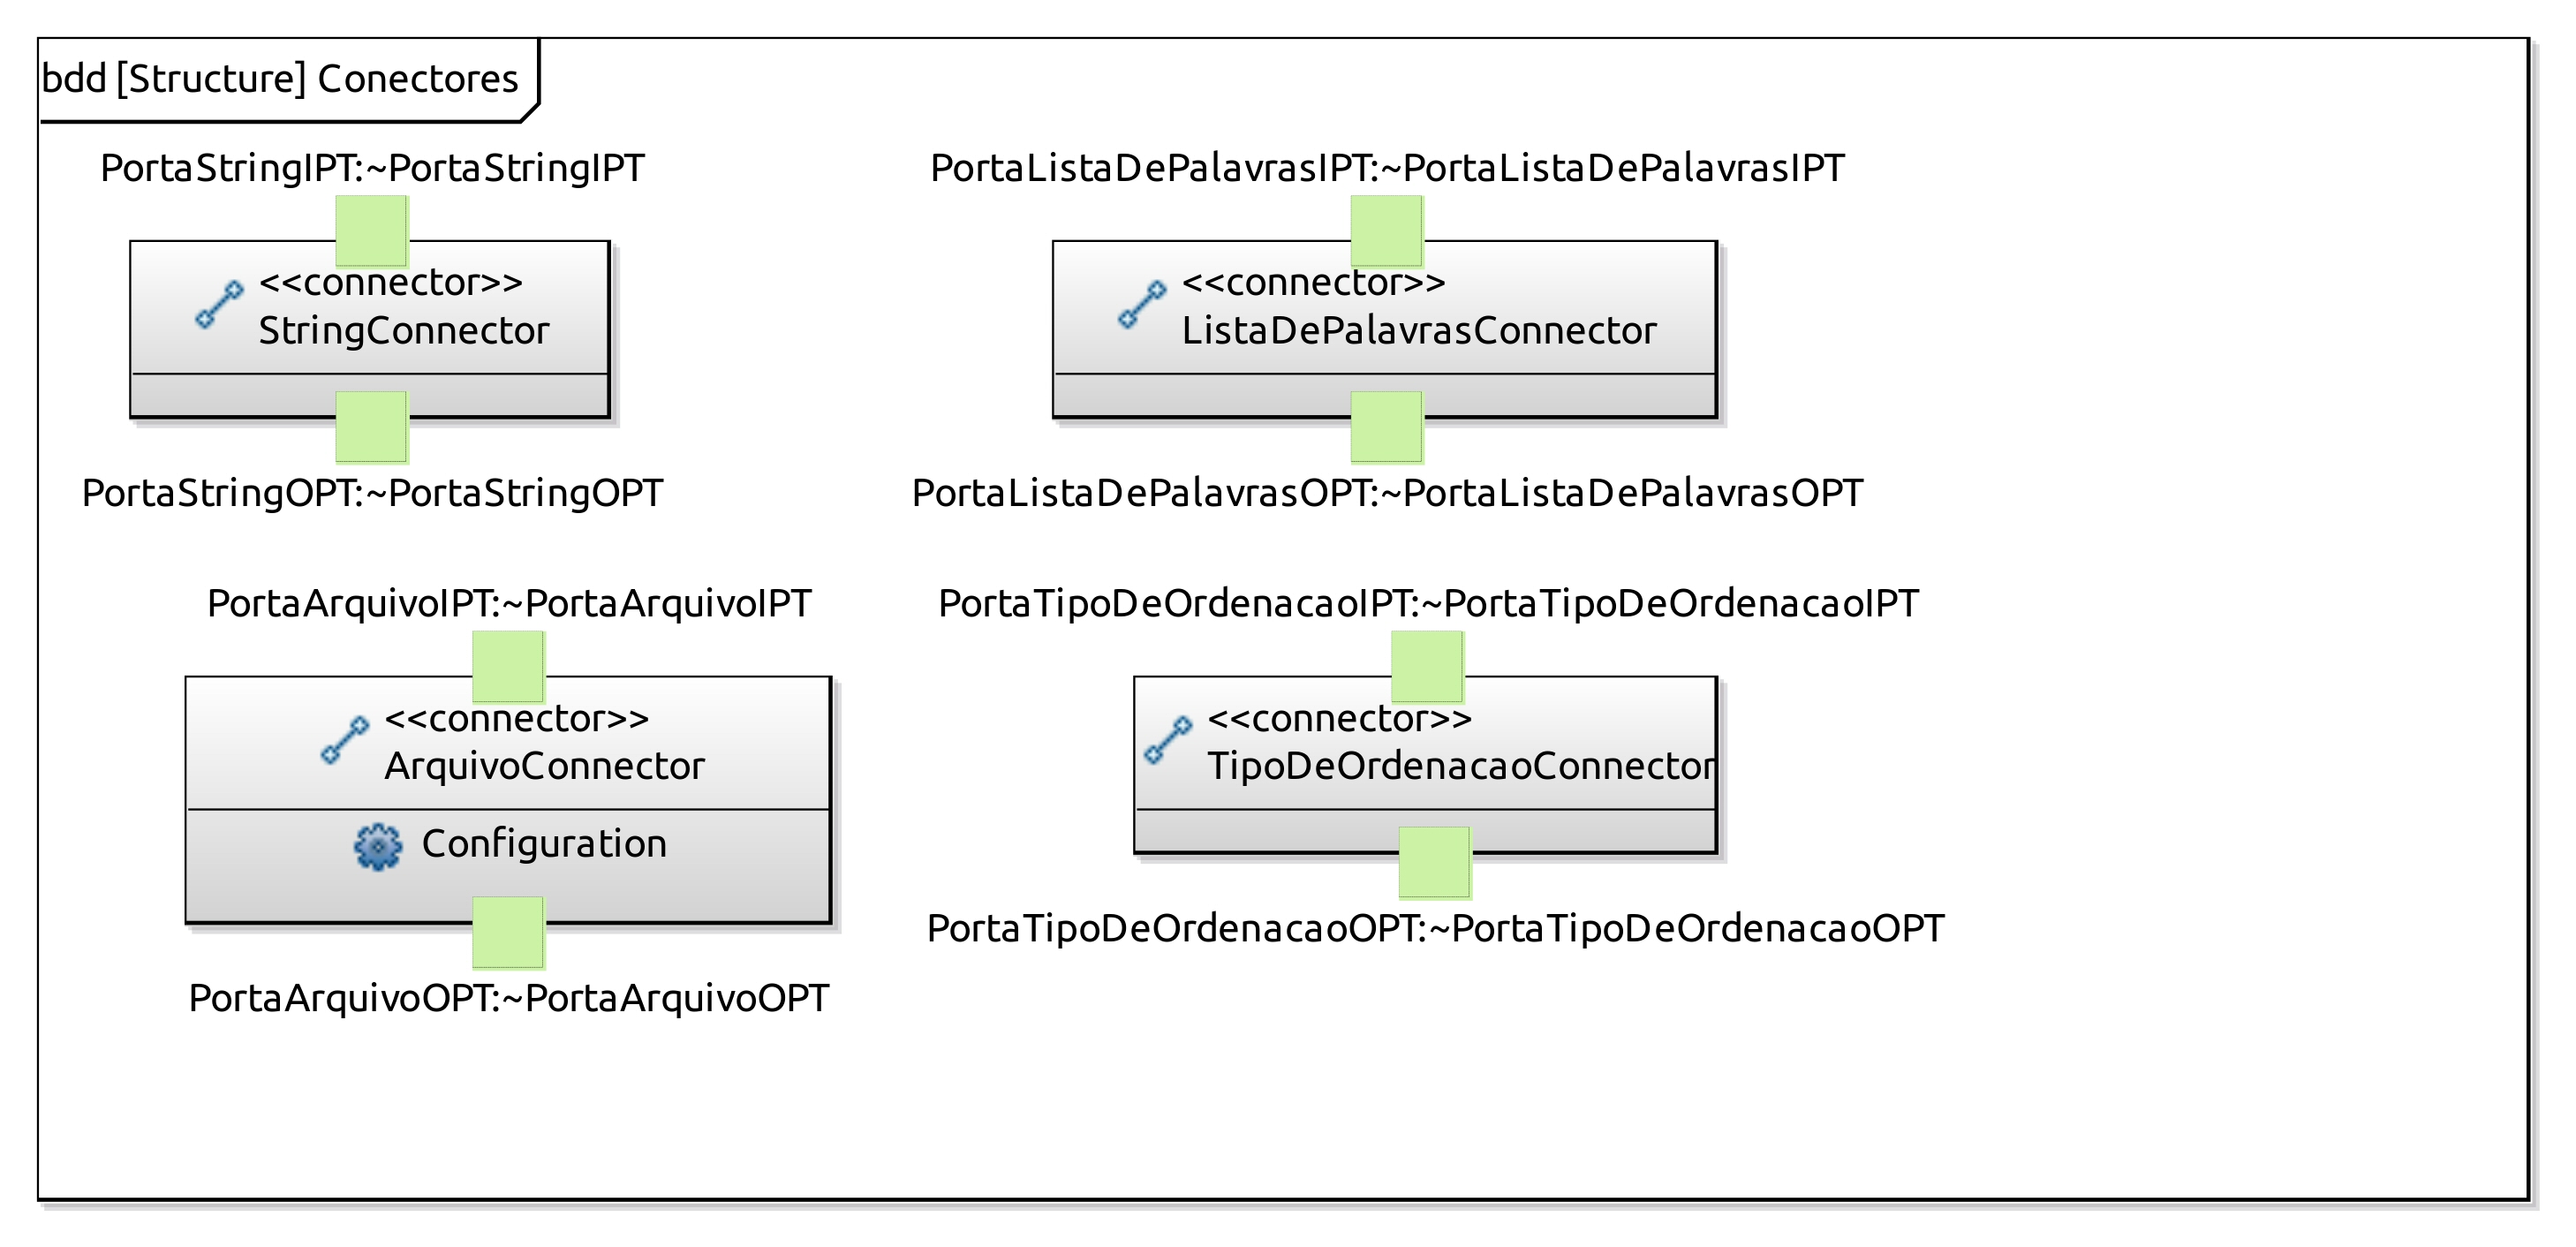 bdd [Structure] Conectores
PortaStringIPT:~PortaStringIPT
<<connector>>
StringConnector
PortaStringOPT:~PortaStringOPT
PortaListaDePalavrasIPT:~PortaListaDePalavrasIPT
<<connector>>
ListaDePalavrasConnector
PortaListaDePalavrasOPT:~PortaListaDePalavrasOPT
PortaArquivoIPT:~PortaArquivoIPT
<<connector>>
ArquivoConnector
Configuration
PortaArquivoOPT:~PortaArquivoOPT
PortaTipoDeOrdenacaoIPT:~PortaTipoDeOrdenacaoIPT
<<connector>>
TipoDeOrdenacaoConnector
PortaTipoDeOrdenacaoOPT:~PortaTipoDeOrdenacaoOPT